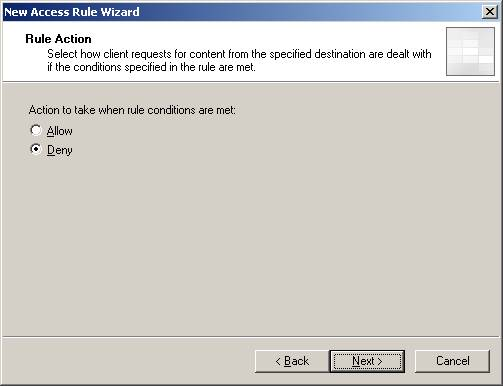 New Access Rule Wizard
Rule Action
Select how client requests for content from the specified destination are dealt with
if the conditions specified in the rule are met.
Action to take when rule conditions are met:
Allow
Deny
< Back
Next >
Cancel